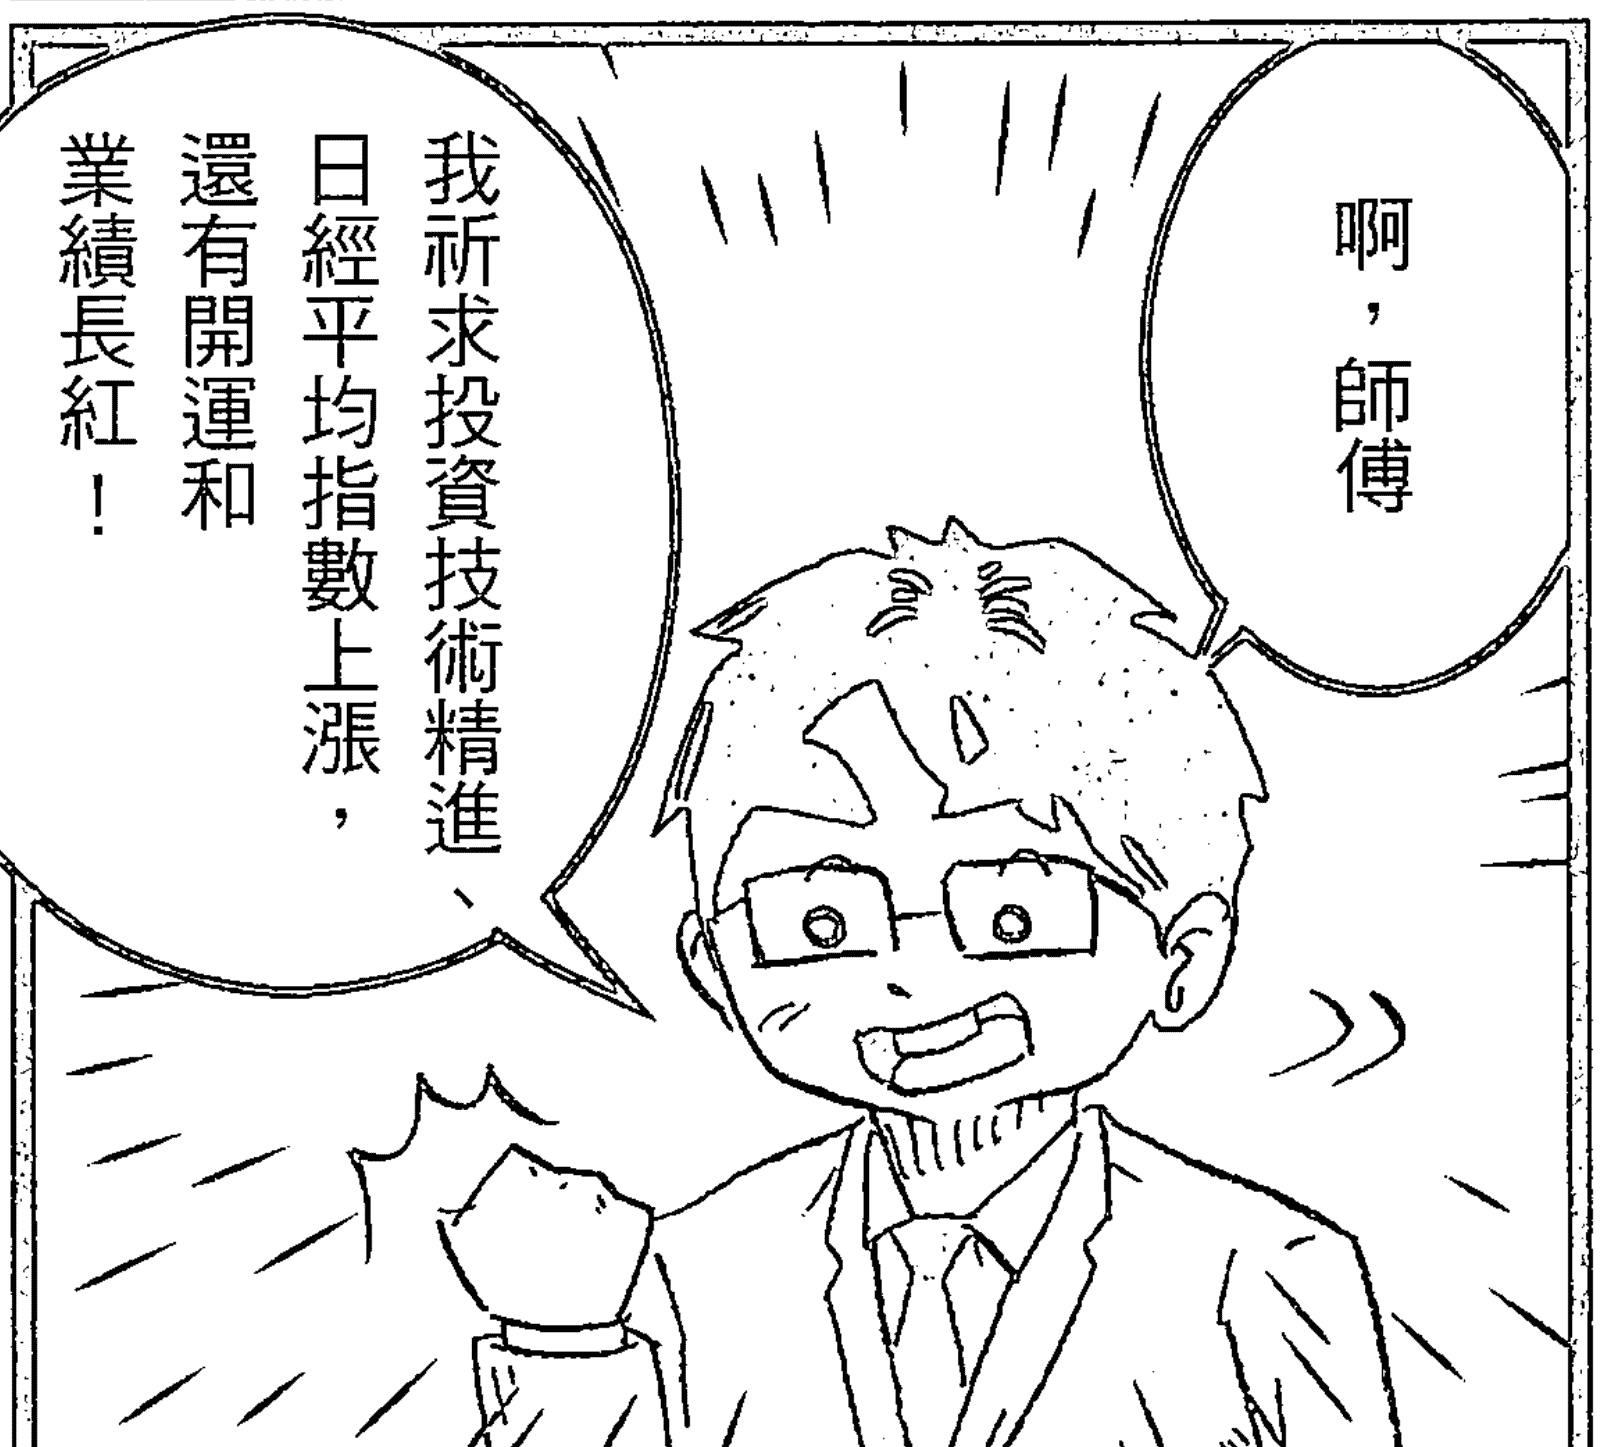 啊，師傅
我祈求投資技術精進、
日經平均指數上漲，
還有開運和
業績長紅！